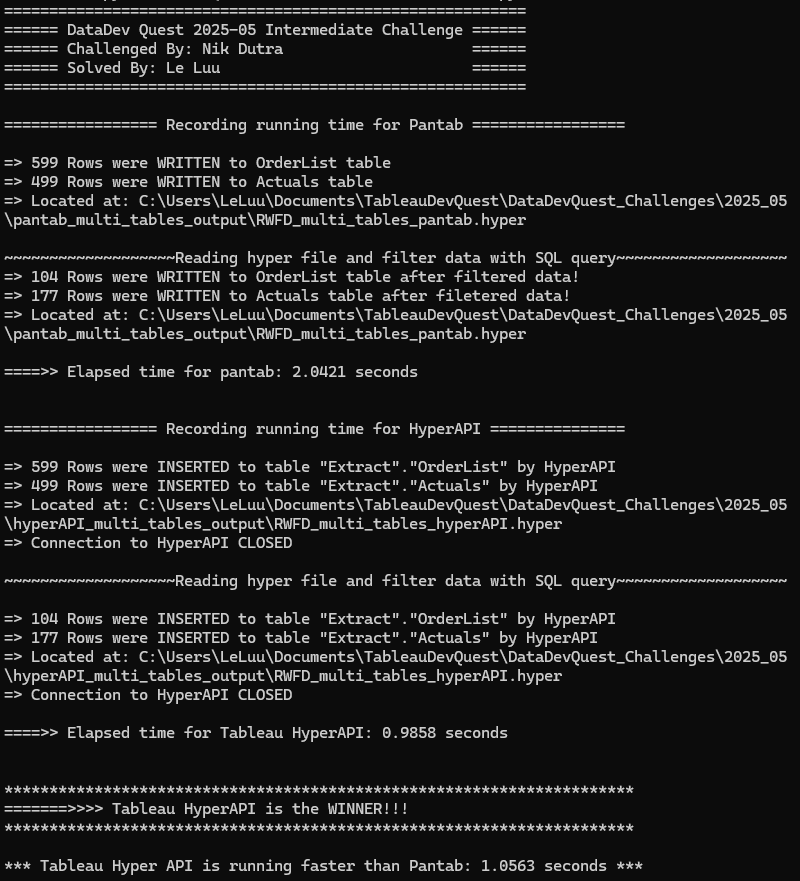 ==========================================================
====== DataDev Quest 2025-05 Intermediate Challenge ======
====== Challenged By: Nik Dutra                     ======
====== Solved By: Le Luu                            ======
==========================================================
================= Recording running time for Pantab =================
=> 599 Rows were WRITTEN to OrderList table
=> 499 Rows were WRITTEN to Actuals table
=> Located at: C:\Users\LeLuu\Documents\TableauDevQuest\DataDevQuest_Challenges\2025_05
\pantab_multi_tables_output\RWFD_multi_tables_pantab.hyper
~~~~~~~~~~~~~~~~~~~Reading hyper file and filter data with SQL query~~~~~~~~~~~~~~~~~~~
=> 104 Rows were WRITTEN to OrderList table after filtered data!
=> 177 Rows were WRITTEN to Actuals table after filetered data!
=> Located at: C:\Users\LeLuu\Documents\TableauDevQuest\DataDevQuest_Challenges\2025_05
\pantab_multi_tables_output\RWFD_multi_tables_pantab.hyper
====>> Elapsed time for pantab: 2.0421 seconds
================= Recording running time for HyperAPI ===============
=> 599 Rows were INSERTED to table "Extract"."OrderList" by HyperAPI
=> 499 Rows were INSERTED to table "Extract"."Actuals" by HyperAPI
=> Located at: C:\Users\LeLuu\Documents\TableauDevQuest\DataDevQuest_Challenges\2025_05
\hyperAPI_multi_tables_output\RWFD_multi_tables_hyperAPI.hyper
=> Connection to HyperAPI CLOSED
~~~~~~~~~~~~~~~~~~~Reading hyper file and filter data with SQL query~~~~~~~~~~~~~~~~~~~
=> 104 Rows were INSERTED to table "Extract"."OrderList" by HyperAPI
=> 177 Rows were INSERTED to table "Extract"."Actuals" by HyperAPI
=> Located at: C:\Users\LeLuu\Documents\TableauDevQuest\DataDevQuest_Challenges\2025_05
\hyperAPI_multi_tables_output\RWFD_multi_tables_hyperAPI.hyper
=> Connection to HyperAPI CLOSED
====>> Elapsed time for Tableau HyperAPI: 0.9858 seconds
**********************************************************************
=======>>>> Tableau HyperAPI is the WINNER!!!
**********************************************************************
*** Tableau Hyper API is running faster than Pantab: 1.0563 seconds ***